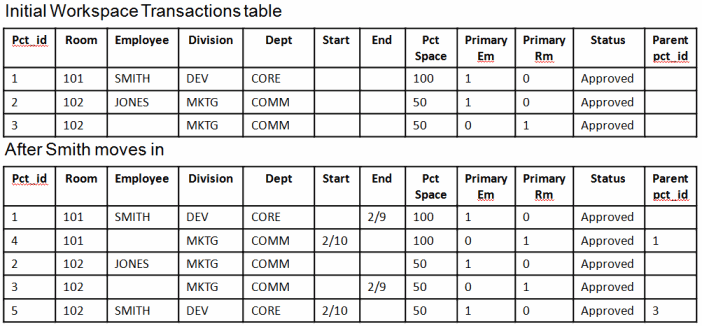 Initial Workspace Transactions table
Pct_id Room Employee Division Dept Start End Pct Space Primary Em Primary Rm Status Parent pct_id
1 101 SMITH DEV CORE 100 1 0 Approved
2 102 JONES MKTG COMM 50 1 0 Approved
3 102 MKTG COMM 50 0 1 Approved
After Smith moves in
Pct_id Room Employee Division Dept Start End Pct Space Primary Em Primary Rm Status Parent pct_id
1 101 SMITH DEV CORE 2/9 100 1 0 Approved
4 101 MKTG COMM 2/10 100 0 1 Approved 1
2 102 JONES MKTG COMM 50 1 0 Approved
3 102 MKTG COMM 2/9 50 0 1 Approved
5 102 SMITH DEV CORE 2/10 50 1 0 Approved 3